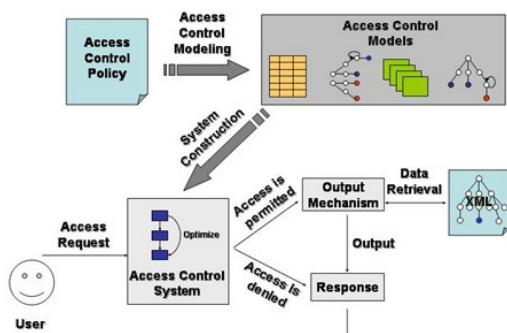 Access
Control
Policy
Access
Control
Modeling
Access Control
Models
System
Construction
Access
Request
User
Optimize
Access Control
System
Access is
permitted
Access is
denied
Output
Mechanism
Data
Retrieval
XML
Output
Response